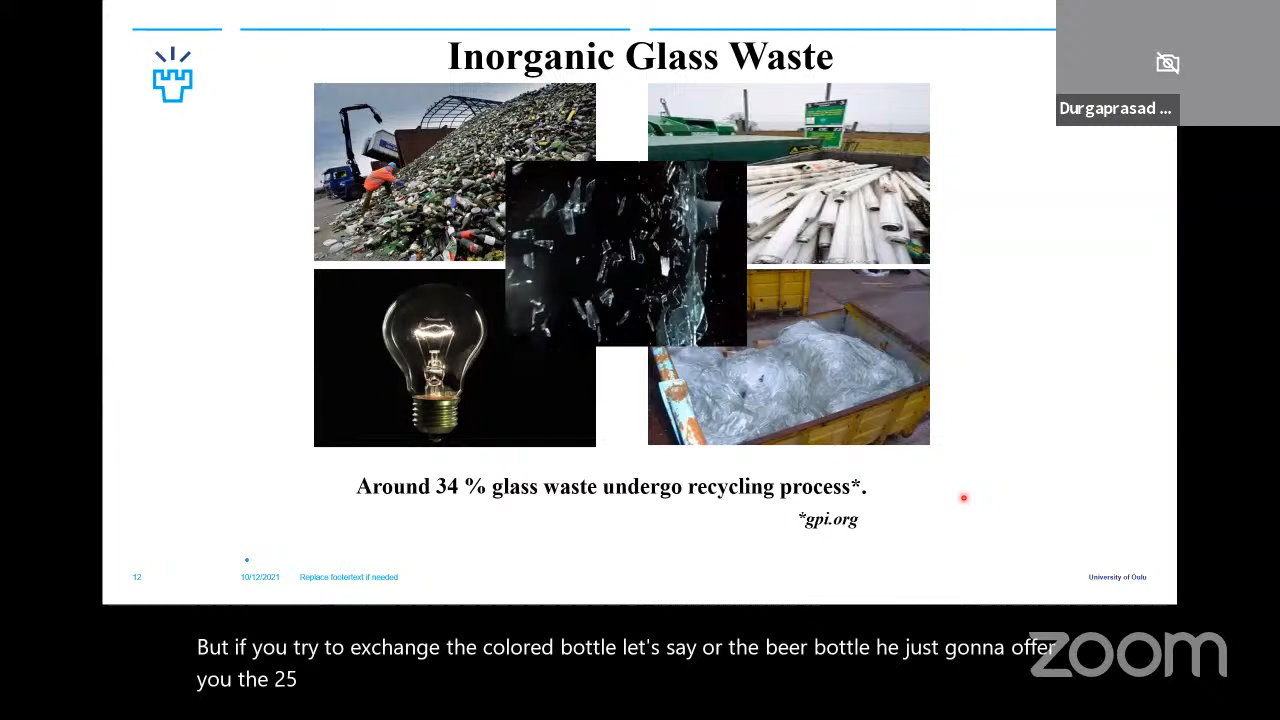 Inorganic Glass Waste
Durgaprasad ...
Around 34 % glass waste undergo recycling process*.
*gpi.org
12
10/12/2021
Replace footertext if needed
University of Oulu
But if you try to exchange the colored bottle let's say or the beer bottle he just gonna offer
you the 25
zoom